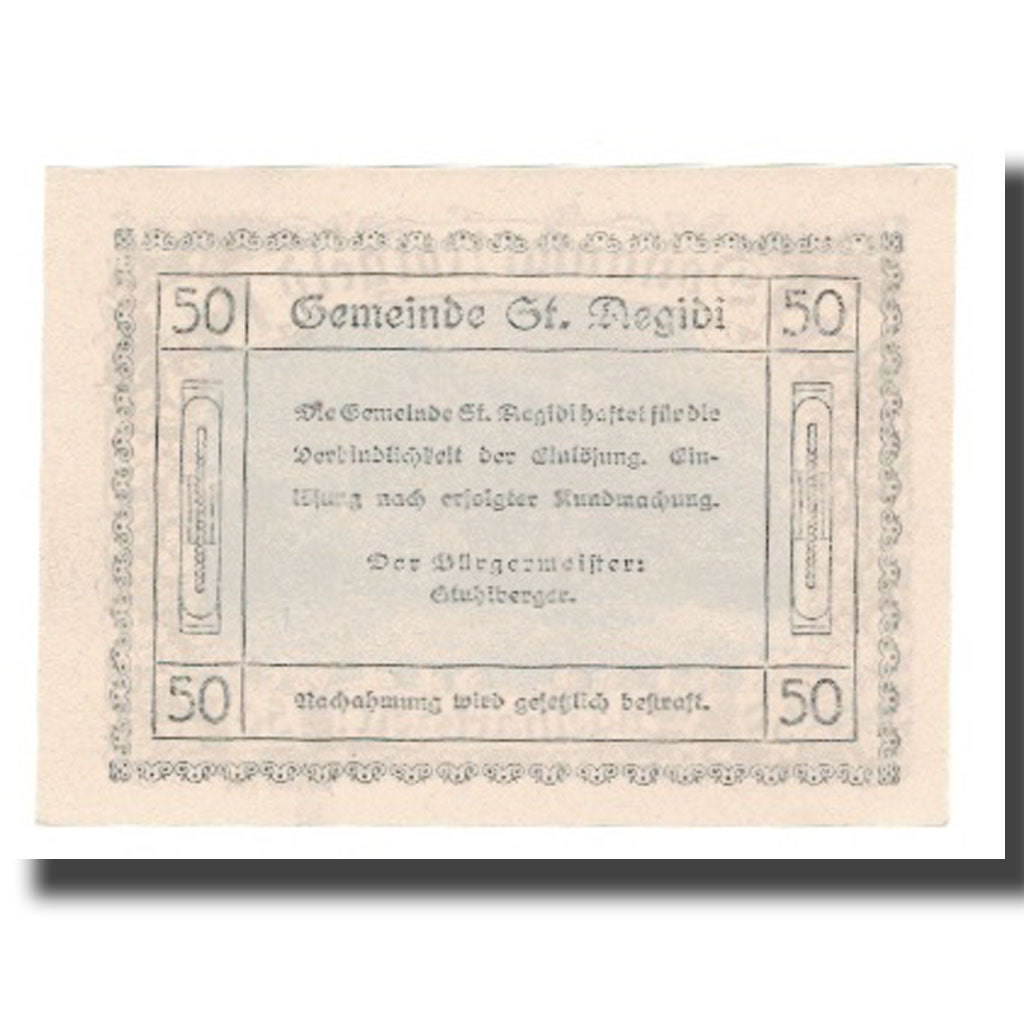 50 Gemeinde St. Aegidi 50
Die Gemeinde St. Aegidi haftet für die
Verbindlichkeit der Einlösung. Ein-
lösung nach erfolgter Kundmachung.
Der Bürgermeister:
Stuhlberger.
50 Nachahmung wird gesetzlich bestraft. 50